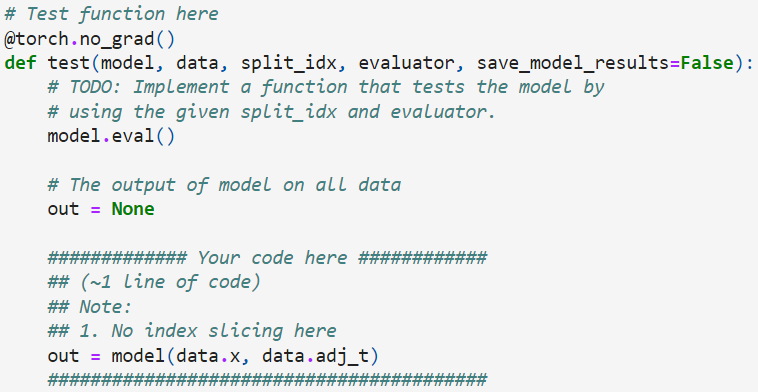 # Test function here
@torch.no_grad()
def test(model, data, split_idx, evaluator, save_model_results=False):
    # TODO: Implement a function that tests the model by
    # using the given split_idx and evaluator.
    model.eval()

    # The output of model on all data
    out = None

    ############# Your code here ############
    ## (~1 line of code)
    ## Note:
    ## 1. No index slicing here
    out = model(data.x, data.adj_t)
    #########################################